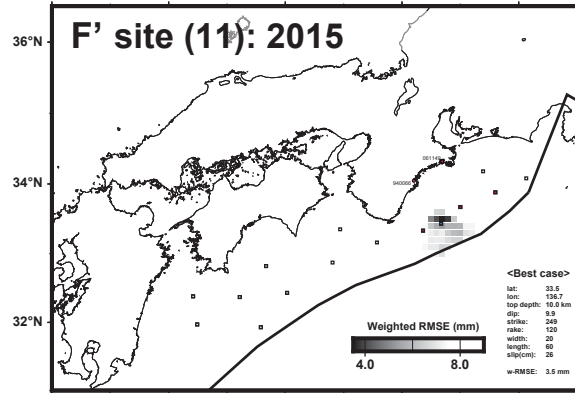 36°N
F' site (11): 2015
34°N
061149
940066
32°N
Weighted RMSE (mm)
4.0 8.0
<Best case>
lat: 33.5
lon: 136.7
top depth: 10.0 km
dip: 9.9
strike: 249
rake: 120
width: 20
length: 60
slip(cm): 26
w-RMSE: 3.5 mm